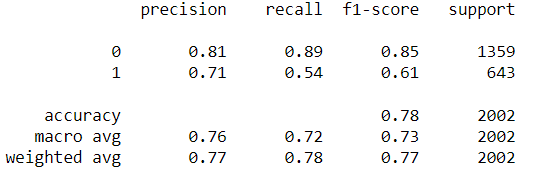 precision recall f1-score support
0 0.81 0.89 0.85 1359
1 0.71 0.54 0.61 643
accuracy 0.78 2002
macro avg 0.76 0.72 0.73 2002
weighted avg 0.77 0.78 0.77 2002